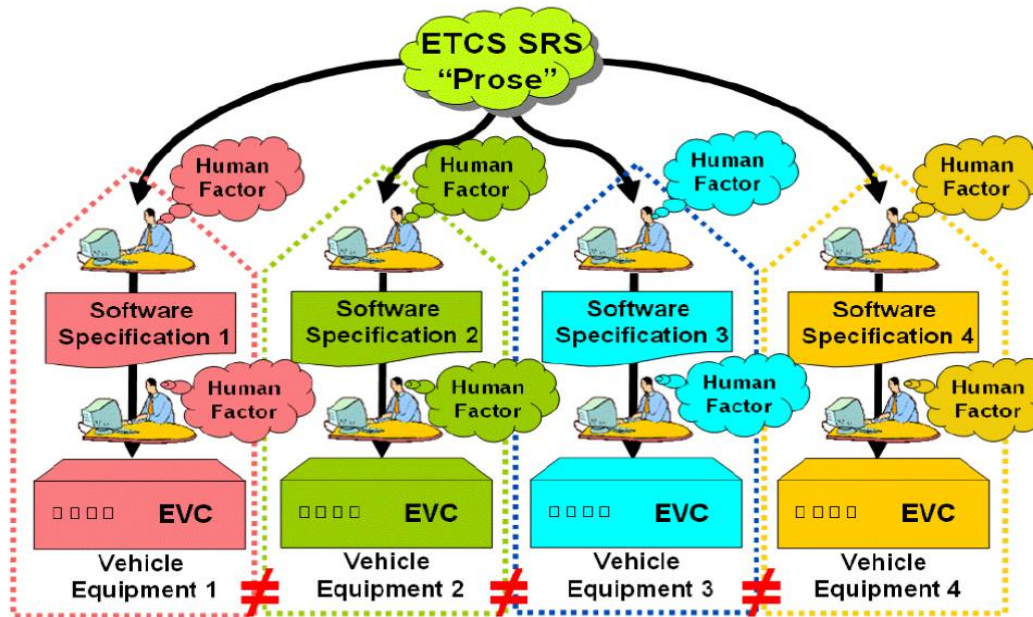 ETCS SRS
“Prose”
Human
Factor
Human
Factor
Human
Factor
Human
Factor
Software
Specification 1
Software
Specification 2
Software
Specification 3
Software
Specification 4
Human
Factor
Human
Factor
Human
Factor
Human
Factor
EVC
EVC
EVC
EVC
Vehicle
Equipment 1
≠
Vehicle
Equipment 2
≠
Vehicle
Equipment 3
≠
Vehicle
Equipment 4